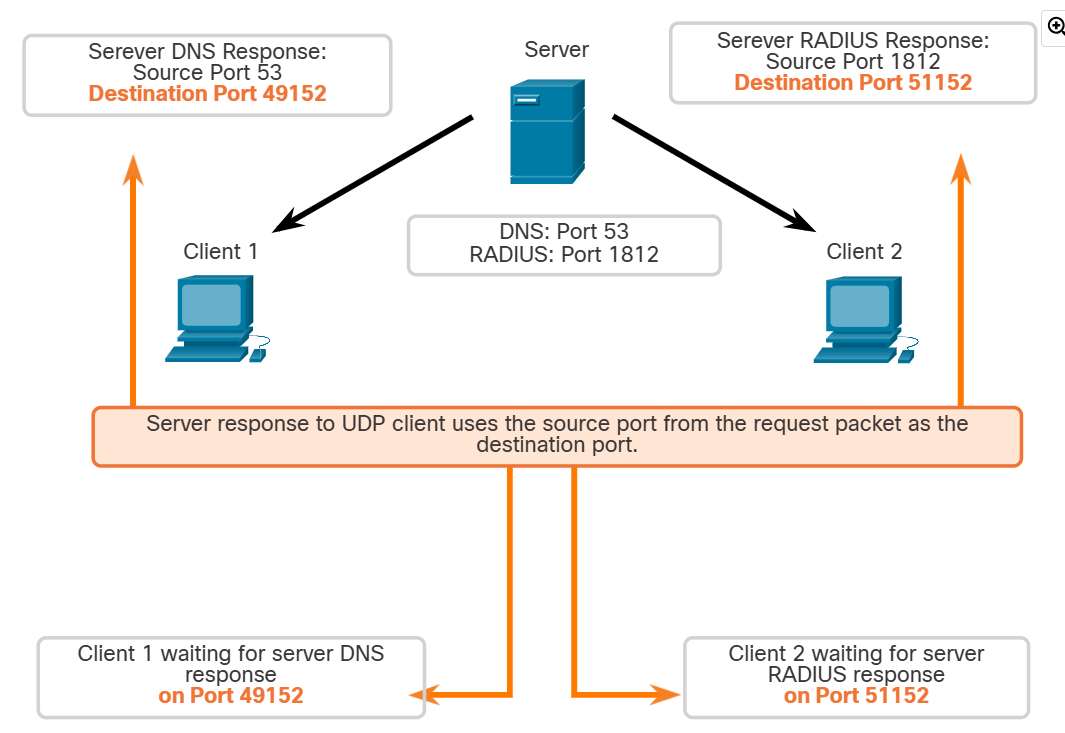 Serever DNS Response:
Source Port 53
Destination Port 49152
Server
Serever RADIUS Response:
Source Port 1812
Destination Port 51152
DNS: Port 53
RADIUS: Port 1812
Client 1
Client 2
Server response to UDP client uses the source port from the request packet as the
destination port.
Client 1 waiting for server DNS
response
on Port 49152
Client 2 waiting for server
RADIUS response
on Port 51152